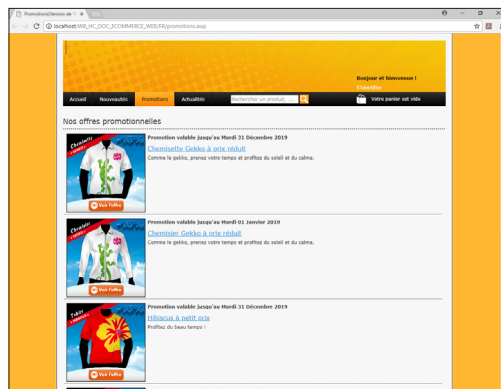 Promotions(Version de T
localhost/WB_HC_DOC_ECOMMERCE_WEB/FR/promotions.awp
Bonjour et bienvenue !
S'identifier
Accueil Nouveautés Promotions Actualités Rechercher un produit, ... Votre panier est vide
Nos offres promotionnelles
Promotion valable jusqu'au Mardi 31 Décembre 2019
Chemisette Gekko à prix réduit
Comme le gekko, prenez votre temps et profitez du soleil et du calme.
Chemisette
Voir l'offre
Promotion valable jusqu'au Mardi 01 Janvier 2019
Chemisier Gekko à prix réduit
Comme le gekko, prenez votre temps et profitez du soleil et du calme.
Chemisier
Voir l'offre
Promotion valable jusqu'au Mardi 31 Décembre 2019
Hibiscus à petit prix
Profitez du beau temps !
T-shirt
Voir l'offre